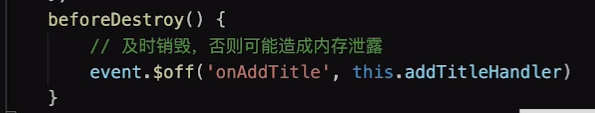 beforeDestroy() {
// 及时销毁，否则可能造成内存泄露
event.$off('onAddTitle', this.addTitleHandler)
}